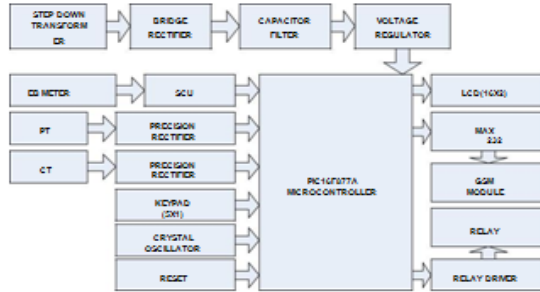 STEP DOWN
TRANSFORM
ER
BRIDGE
RECTIFIER
CAPACITOR
FILTER
VOLTAGE
REGULATOR
EB METER
SCU
LCD(16X2)
PT
PRECISION
RECTIFIER
MAX
232
CT
PRECISION
RECTIFIER
PIC16F877A
MICROCONTROLLER
GSM
MODULE
KEYPAD
(3X1)
RELAY
CRYSTAL
OSCILLATOR
RESET
RELAY DRIVER